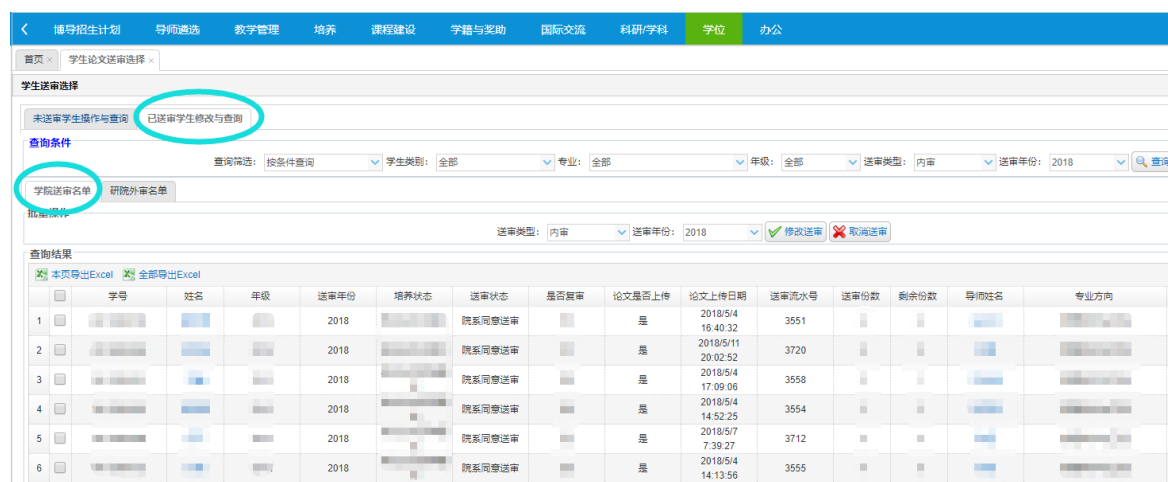 博导招生计划 导师遴选 教学管理 培养 课程建设 学籍与奖助 国际交流 科研/学科 学位 办公
首页 × 学生论文送审选择 ×
学生送审选择
未送审学生操作与查询 已送审学生修改与查询
查询条件
查询筛选: 按条件查询 学生类别: 全部 专业: 全部 年级: 全部 送审类型: 内审 送审年份: 2018 查询
学院送审名单 研院外审名单
批量操作
送审类型: 内审 送审年份: 2018 修改送审 取消送审
查询结果
本页导出Excel 全部导出Excel
学号 姓名 年级 送审年份 培养状态 送审状态 是否复审 论文是否上传 论文上传日期 送审流水号 送审份数 剩余份数 导师姓名 专业方向
1 2018 院系同意送审 是 2018/5/4 16:40:32 3551
2 2018 院系同意送审 是 2018/5/11 20:02:52 3720
3 2018 院系同意送审 是 2018/5/4 17:09:06 3558
4 2018 院系同意送审 是 2018/5/4 14:52:25 3554
5 2018 院系同意送审 是 2018/5/7 7:39:27 3712
6 2018 院系同意送审 是 2018/5/4 14:13:56 3555